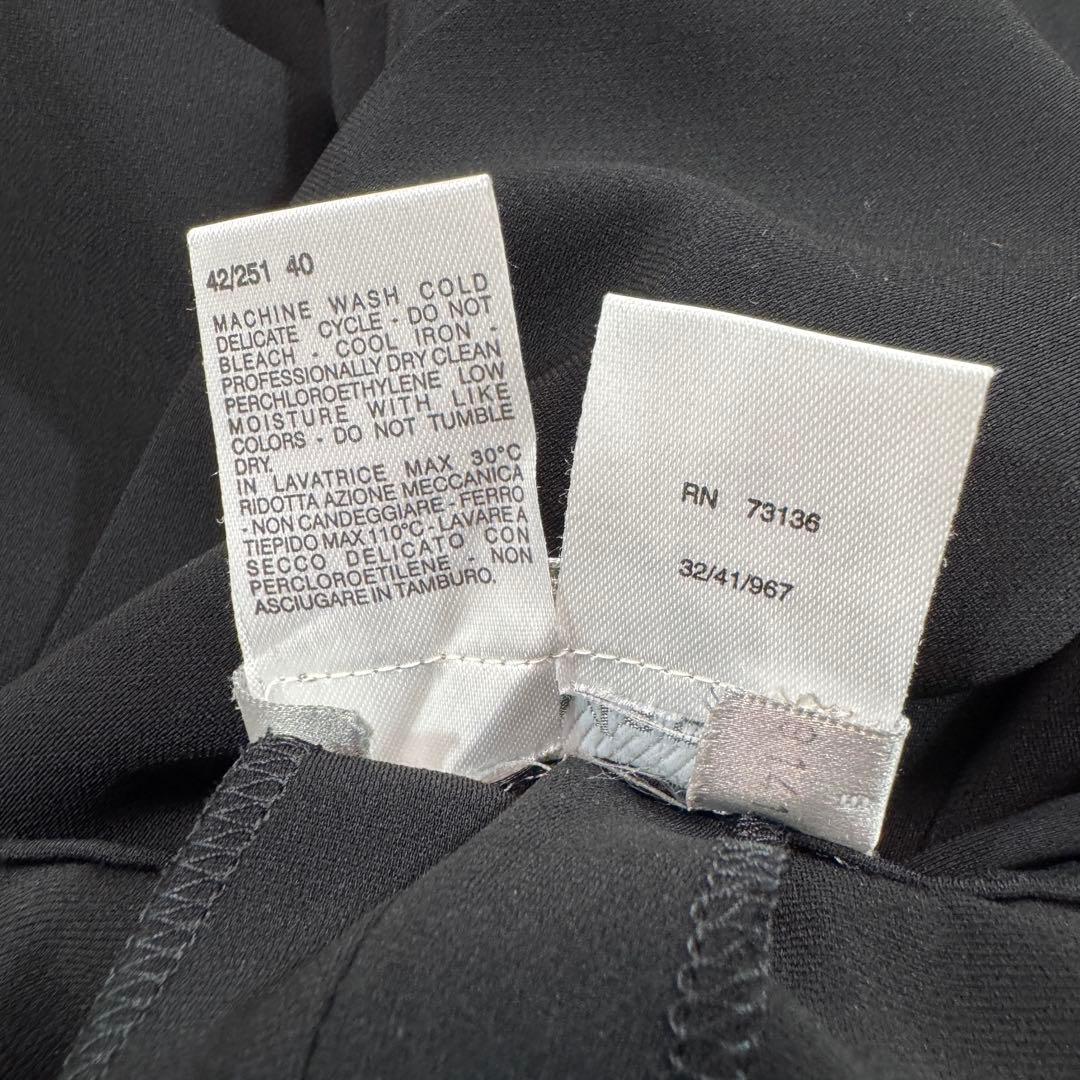 42/251 40
MACHINE WASH COLD
DELICATE CYCLE - DO NOT
BLEACH - COOL IRON -
PROFESSIONALLY DRY CLEAN
PERCHLOROETHYLENE LOW
MOISTURE WITH LIKE
COLORS - DO NOT TUMBLE
DRY.
IN LAVATRICE MAX 30°C
RIDOTTA AZIONE MECCANICA
- NON CANDEGGIARE - FERRO
TIEPIDO MAX 110°C - LAVARE A
SECCO DELICATO CON
PERCLOROETILENE - NON
ASCIUGARE IN TAMBURO.
RN 73136
32/41/967